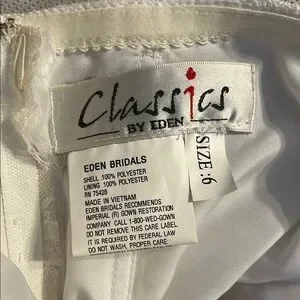 Classics
BY EDEN
SIZE:6
EDEN BRIDALS
SHELL :100% POLYESTER
LINING :100% POLYESTER
RN 75428
MADE IN VIETNAM
EDEN BRIDALS RECOMMENDS
IMPERIAL (R) GOWN RESTORATION
COMPANY CALL 1-800-WED-GOWN
DO NOT REMOVE THIS CARE LABEL
IT IS REQUIRED BY FEDERAL LAW
DO NOT WASH, PROPER CARE